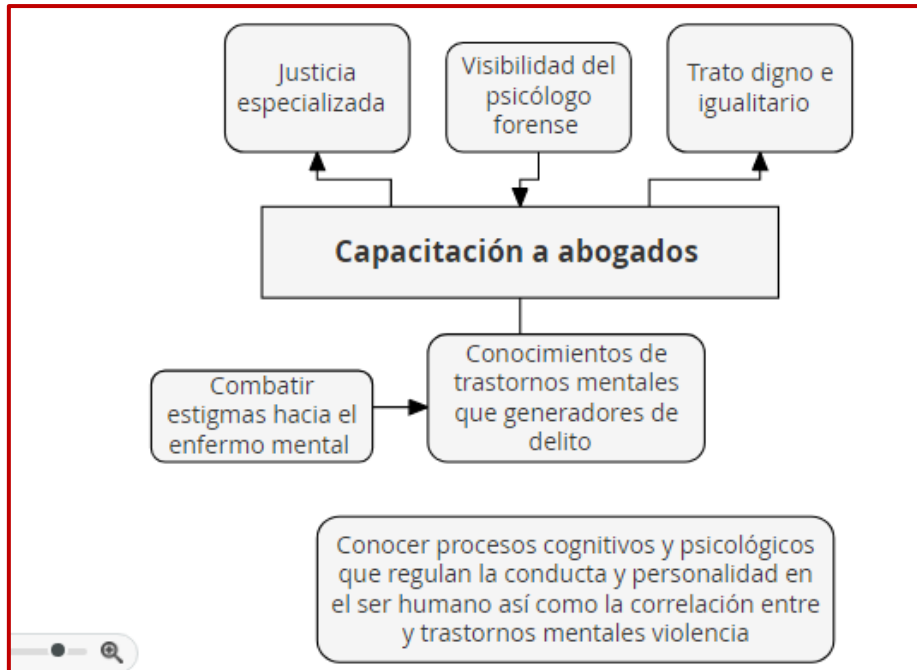 Justicia
especializada
Visibilidad del
psicólogo
forense
Trato digno e
igualitario
Capacitación a abogados
Combatir
estigmas hacia el
enfermo mental
Conocimientos de
trastornos mentales
que generadores de
delito
Conocer procesos cognitivos y psicológicos
que regulan la conducta y personalidad en
el ser humano así como la correlación entre
y trastornos mentales violencia